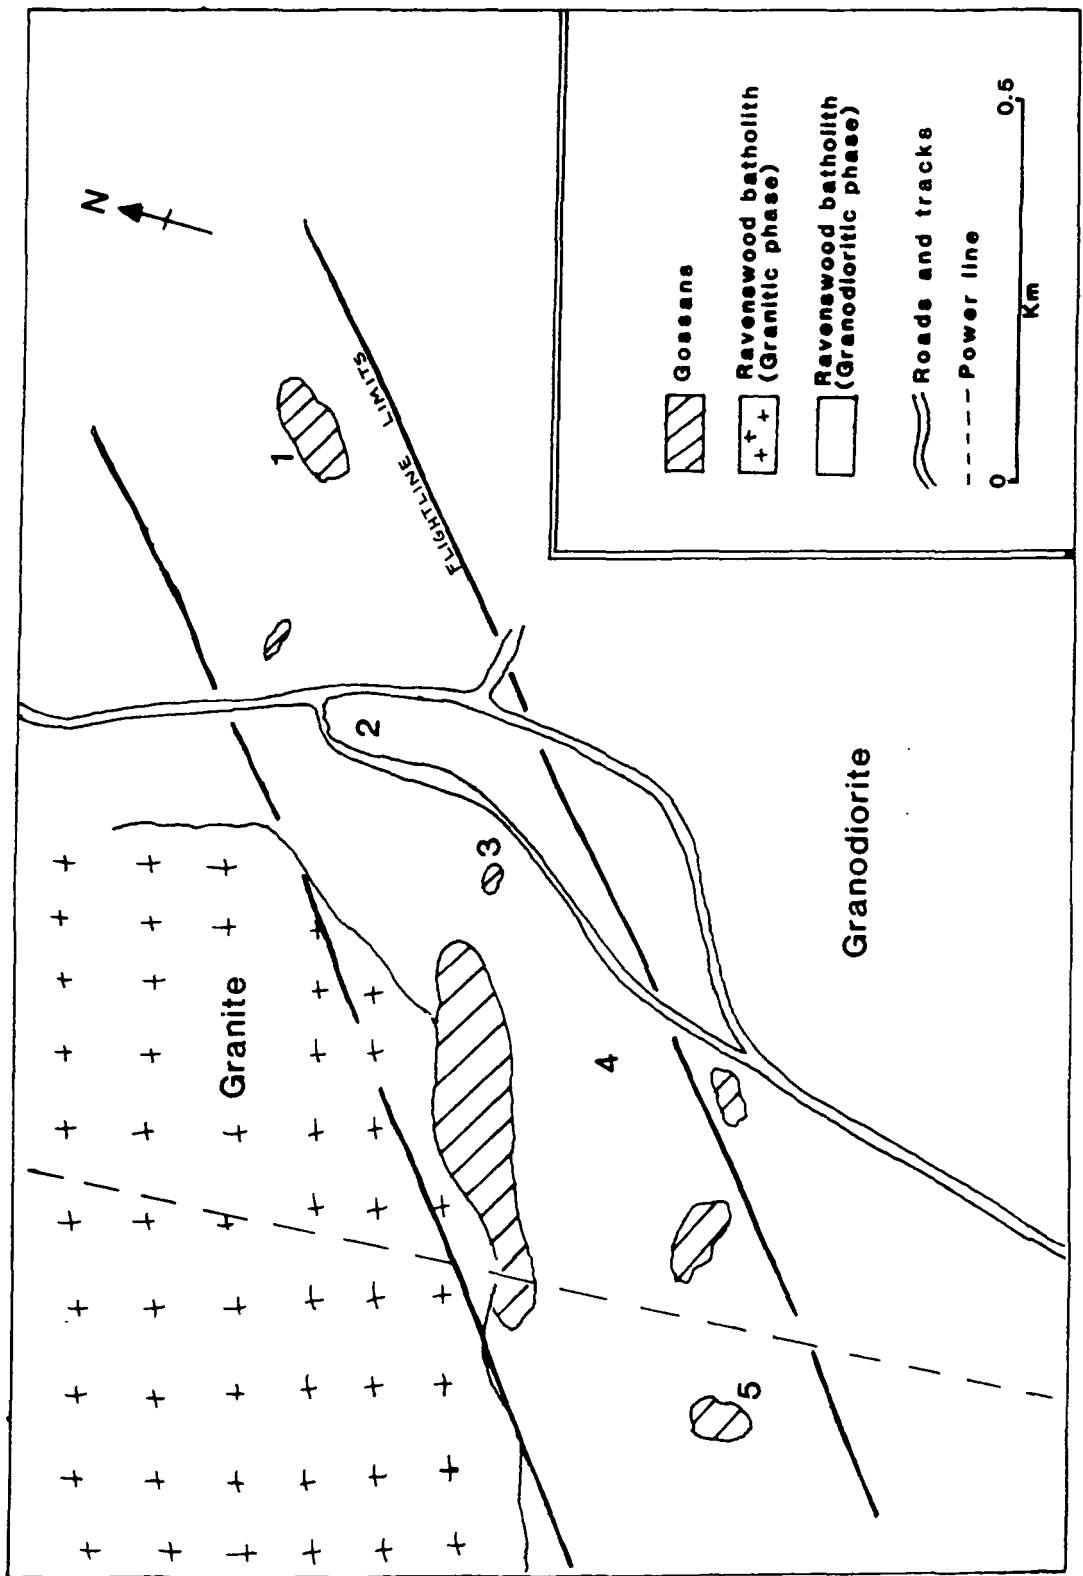 N
1
FLIGHTLINE LIMITS
2
3
Granite
4
5
Granodiorite
Gossans
Ravenswood batholith
(Granitic phase)
Ravenswood batholith
(Granodioritic phase)
Roads and tracks
Power line
0
0.5
Km